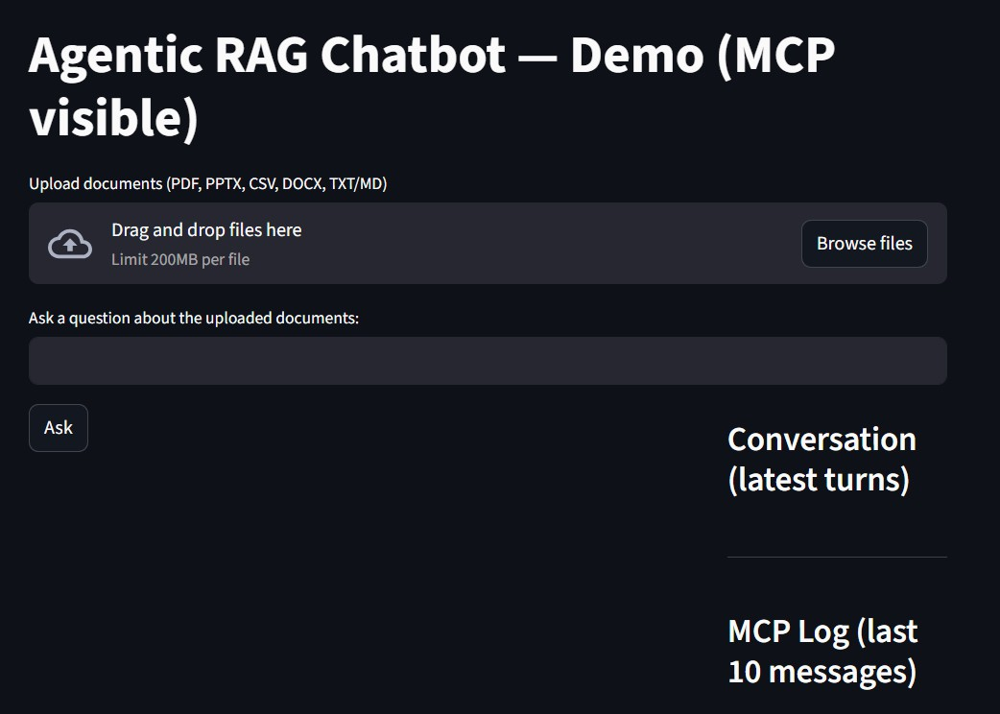 Agentic RAG Chatbot — Demo (MCP
visible)
Upload documents (PDF, PPTX, CSV, DOCX, TXT/MD)
Drag and drop files here
Limit 200MB per file
Browse files
Ask a question about the uploaded documents:
Ask
Conversation
(latest turns)
MCP Log (last
10 messages)